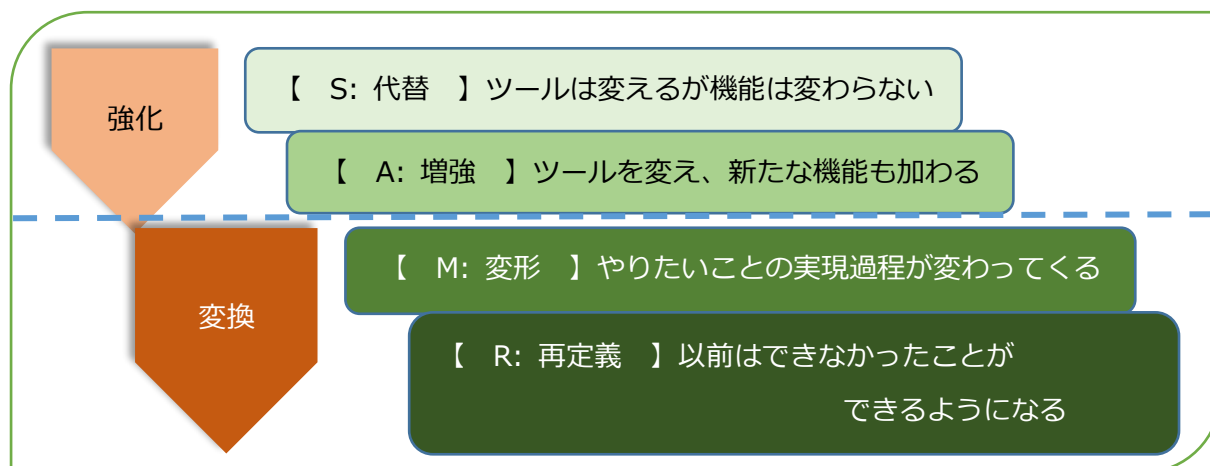 強化
【　S: 代替　】ツールは変えるが機能は変わらない
【　A: 増強　】ツールを変え、新たな機能も加わる
変換
【　M: 変形　】やりたいことの実現過程が変わってくる
【　R: 再定義　】以前はできなかったことが
できるようになる